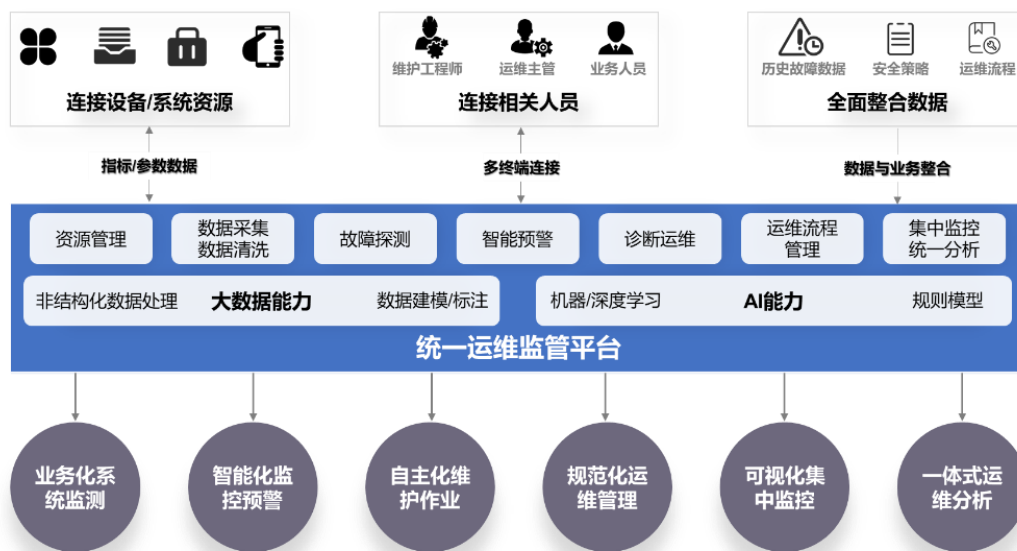 维护工程师 运维主管 业务人员 历史故障数据 安全策略 运维流程
连接设备/系统资源 连接相关人员 全面整合数据
指标/参数数据 多终端连接 数据与业务整合
资源管理
数据采集
数据清洗
故障探测
智能预警
诊断运维
运维流程
管理
集中监控
统一分析
非结构化数据处理 大数据能力 数据建模/标注
机器/深度学习 AI能力 规则模型
统一运维监管平台
业务化系
统监测
智能化监
控预警
自主化维
护作业
规范化运
维管理
可视化集
中监控
一体式运
维分析